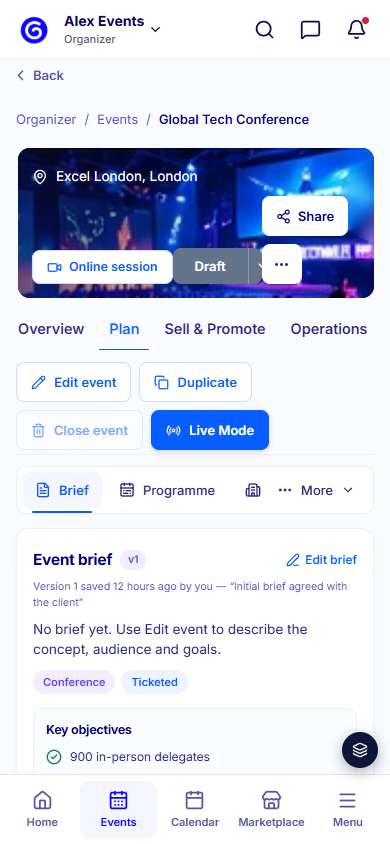 Alex Events
Organizer
Back
Organizer / Events / Global Tech Conference
Excel London, London
Share
Online session
Draft
Overview
Plan
Sell & Promote
Operations
Edit event
Duplicate
Close event
Live Mode
Brief
Programme
More
Event brief
v1
Edit brief
Version 1 saved 12 hours ago by you — “Initial brief agreed with
the client”
No brief yet. Use Edit event to describe the
concept, audience and goals.
Conference
Ticketed
Key objectives
900 in-person delegates
Home
Events
Calendar
Marketplace
Menu